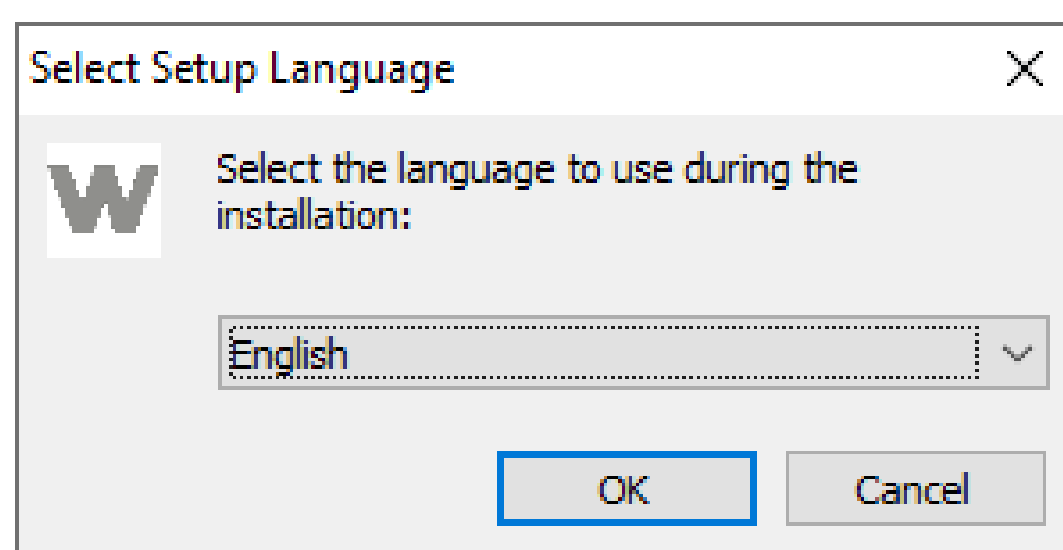 Select Setup Language
W
Select the language to use during the
installation:
English
OK
Cancel